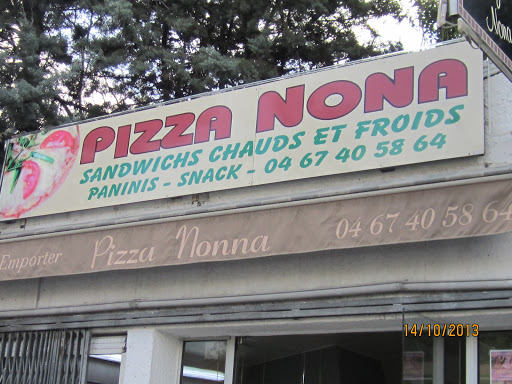 PIZZA NONA
SANDWICHS CHAUDS ET FROIDS
PANINIS - SNACK - 04 67 40 58 64
Emporter Pizza Nonna 04 67 40 58 64
14/10/2013